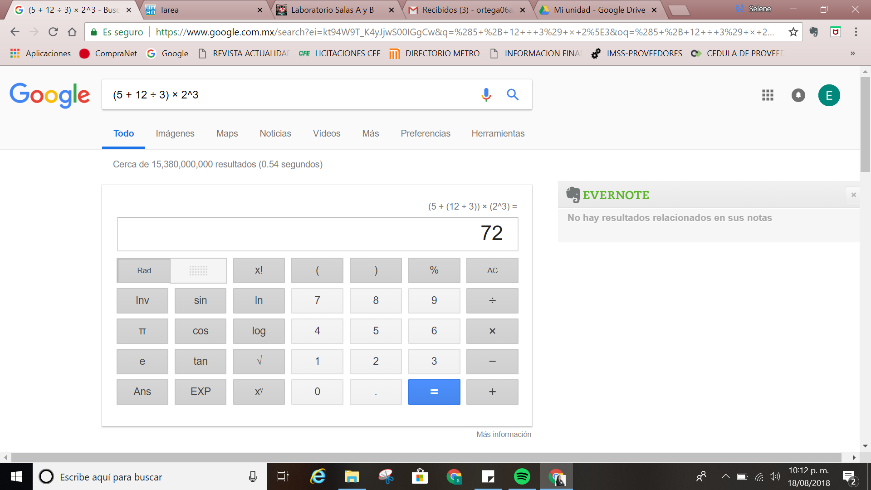 (5 + 12 ÷ 3) × 2^3 - Busc
Tarea
Laboratorio Salas A y B
Recibidos (3) - ortega06a
Mi unidad - Google Drive
Selene
Es seguro
https://www.google.com.mx/search?ei=kt94W9T_K4yJjwS00IGgCw&q=%285+%2B+12+÷+3%29+×+2%5E3&oq=%285+%2B+12+÷+3%29+×+2...
Aplicaciones
CompraNet
Google
REVISTA ACTUALIDAD
LICITACIONES CFE
DIRECTORIO METRO
INFORMACION FINAN
IMSS-PROVEEDORES
CEDULA DE PROVEED
»
Google
(5 + 12 ÷ 3) × 2^3
E
Todo
Imágenes
Maps
Noticias
Videos
Más
Preferencias
Herramientas
Cerca de 15,380,000,000 resultados (0.54 segundos)
(5 + (12 ÷ 3)) × (2^3) =
72
Rad x! ( ) % AC
Inv sin ln 7 8 9 ÷
π cos log 4 5 6 ×
e tan √ 1 2 3 −
Ans EXP xʸ 0 . = +
Más información
EVERNOTE
No hay resultados relacionados en sus notas
Escribe aquí para buscar
10:12 p. m.
18/08/2018
2